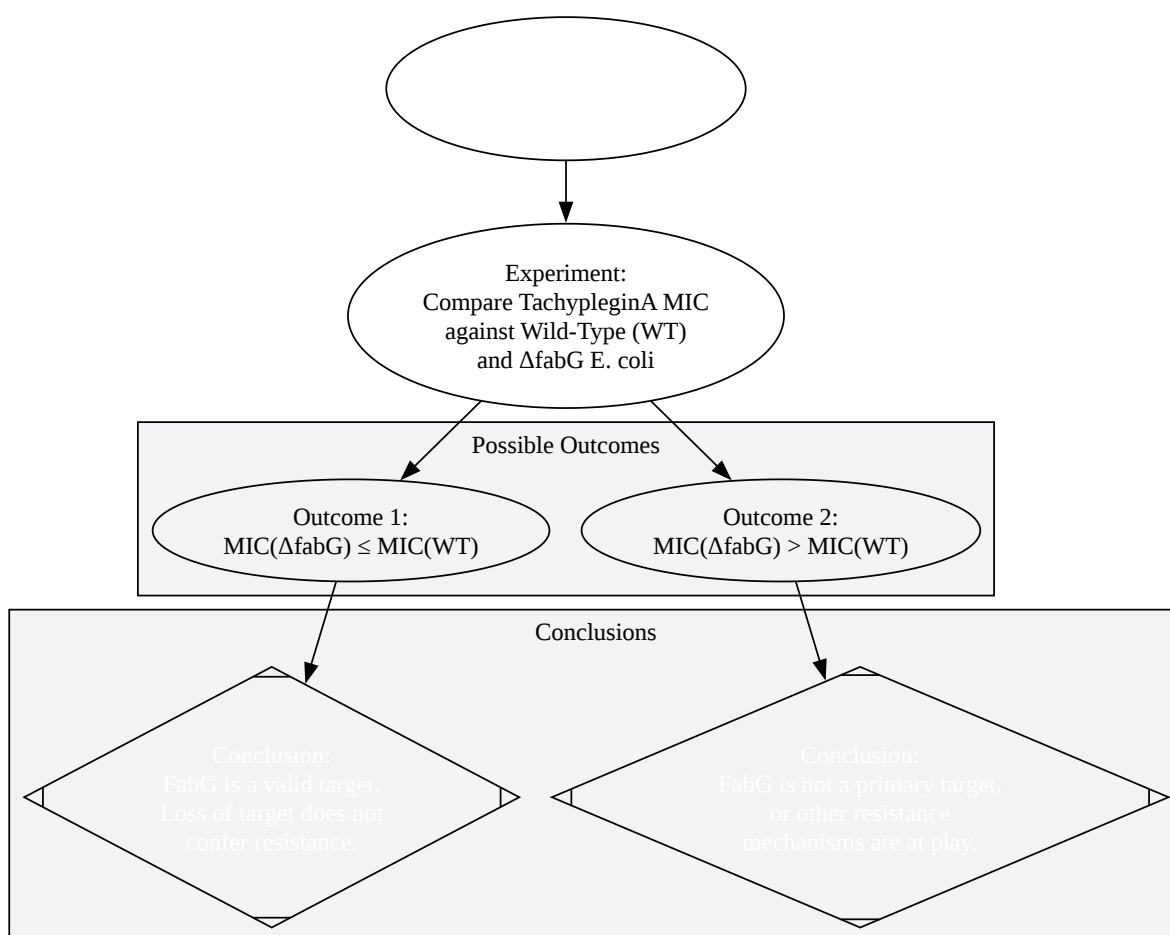 Experiment:
Compare TachypleginA MIC
against Wild-Type (WT)
and ΔfabG E. coli
Possible Outcomes
Outcome 1:
MIC(ΔfabG) ≤ MIC(WT)
Outcome 2:
MIC(ΔfabG) > MIC(WT)
Conclusions
Conclusion:
FabG is a valid target.
Loss of target does not
confer resistance.
Conclusion:
FabG is not a primary target,
or other resistance
mechanisms are at play.